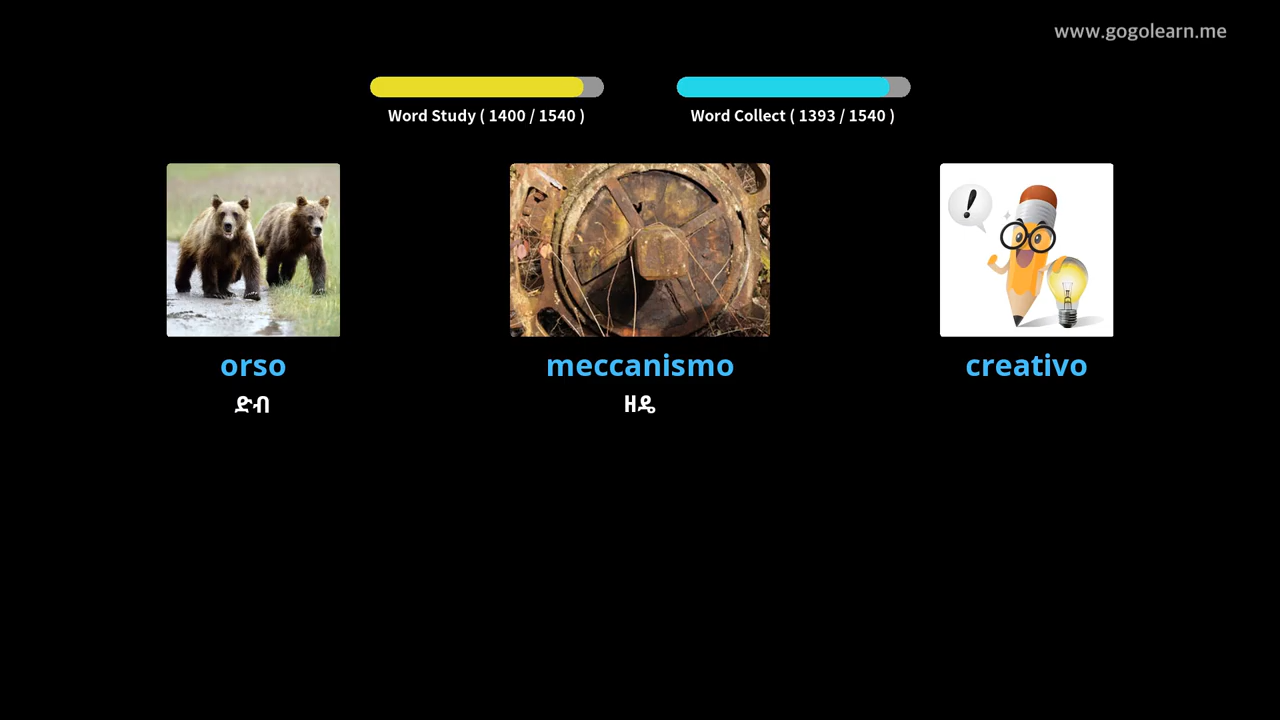 www.gogolearn.me
Word Study ( 1400 / 1540 )
Word Collect ( 1393 / 1540 )
!
orso
meccanismo
creativo
ድብ
ዘዴ